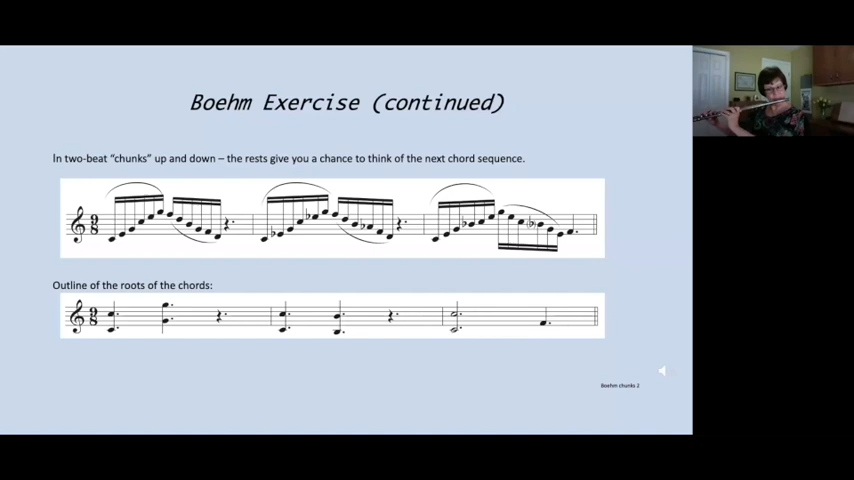 Boehm Exercise (continued)
In two-beat “chunks” up and down – the rests give you a chance to think of the next chord sequence.
Outline of the roots of the chords:
Boehm chunks 2